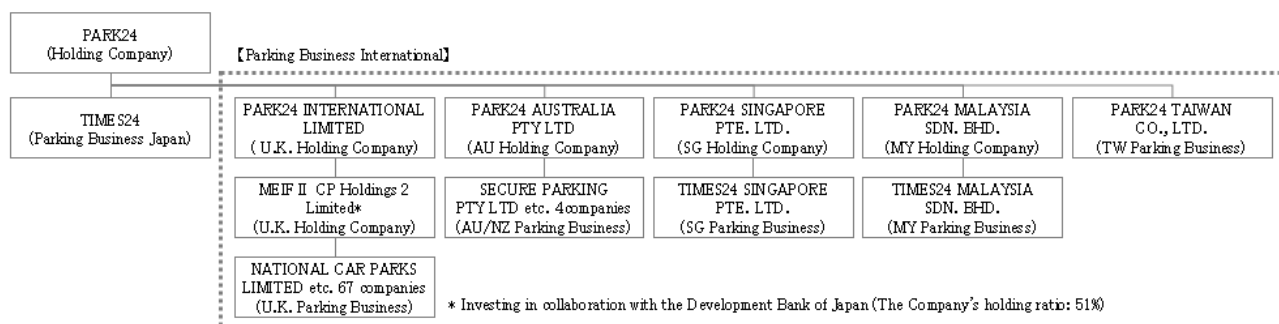 PARK24
(Holding Company)
【Parking Business International】
TIMES24
(Parking Business Japan)
PARK24 INTERNATIONAL
LIMITED
( U.K. Holding Company)
PARK24 AUSTRALIA
PTY LTD
(AU Holding Company)
PARK24 SINGAPORE
PTE. LTD.
(SG Holding Company)
PARK24 MALAYSIA
SDN. BHD.
(MY Holding Company)
PARK24 TAIWAN
CO., LTD.
(TW Parking Business)
MEIF II CP Holdings 2
Limited*
(U.K. Holding Company)
SECURE PARKING
PTY LTD etc. 4companies
(AU/NZ Parking Business)
TIMES24 SINGAPORE
PTE. LTD.
(SG Parking Business)
TIMES24 MALAYSIA
SDN. BHD.
(MY Parking Business)
NATIONAL CAR PARKS
LIMITED etc. 67 companies
(U.K. Parking Business)
* Investing in collaboration with the Development Bank of Japan (The Company's holding ratio: 51%)